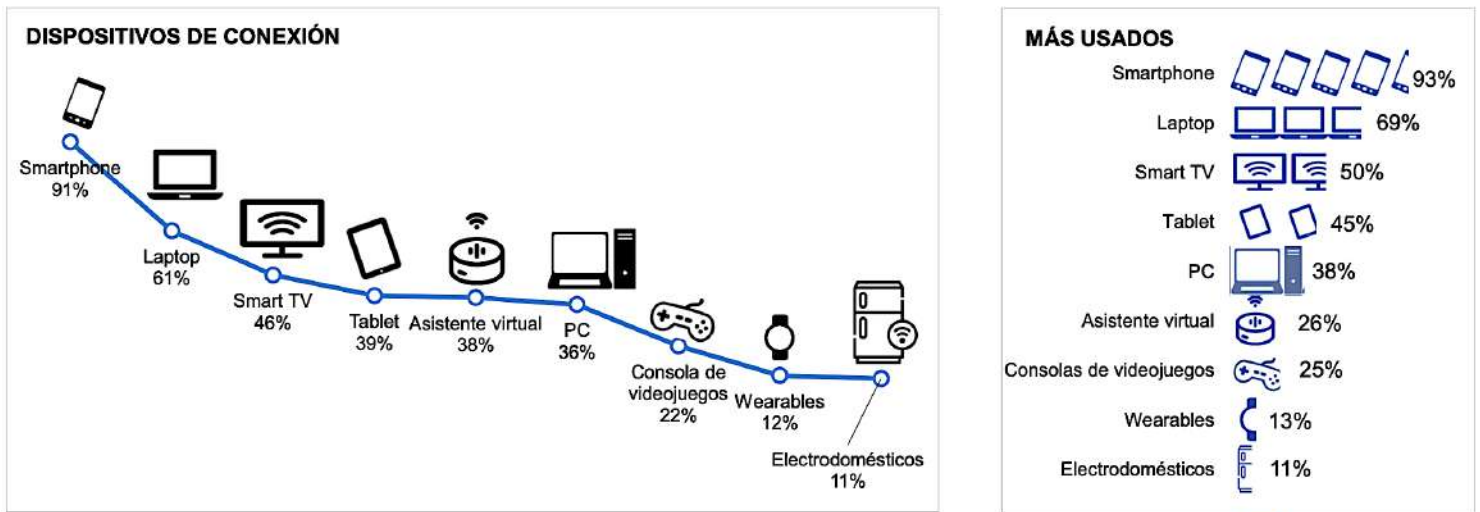 DISPOSITIVOS DE CONEXIÓN
Smartphone
91%
Laptop
61%
Smart TV
46%
Tablet
39%
Asistente virtual
38%
PC
36%
Consola de
videojuegos
22%
Wearables
12%
Electrodomésticos
11%
MÁS USADOS
Smartphone 93%
Laptop 69%
Smart TV 50%
Tablet 45%
PC 38%
Asistente virtual 26%
Consolas de videojuegos 25%
Wearables 13%
Electrodomésticos 11%